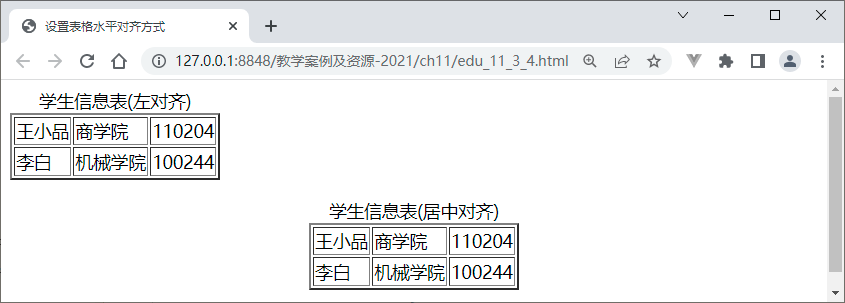 设置表格水平对齐方式
127.0.0.1:8848/教学案例及资源-2021/ch11/edu_11_3_4.html
学生信息表(左对齐)
王小品 商学院 110204
李白 机械学院 100244
学生信息表(居中对齐)
王小品 商学院 110204
李白 机械学院 100244